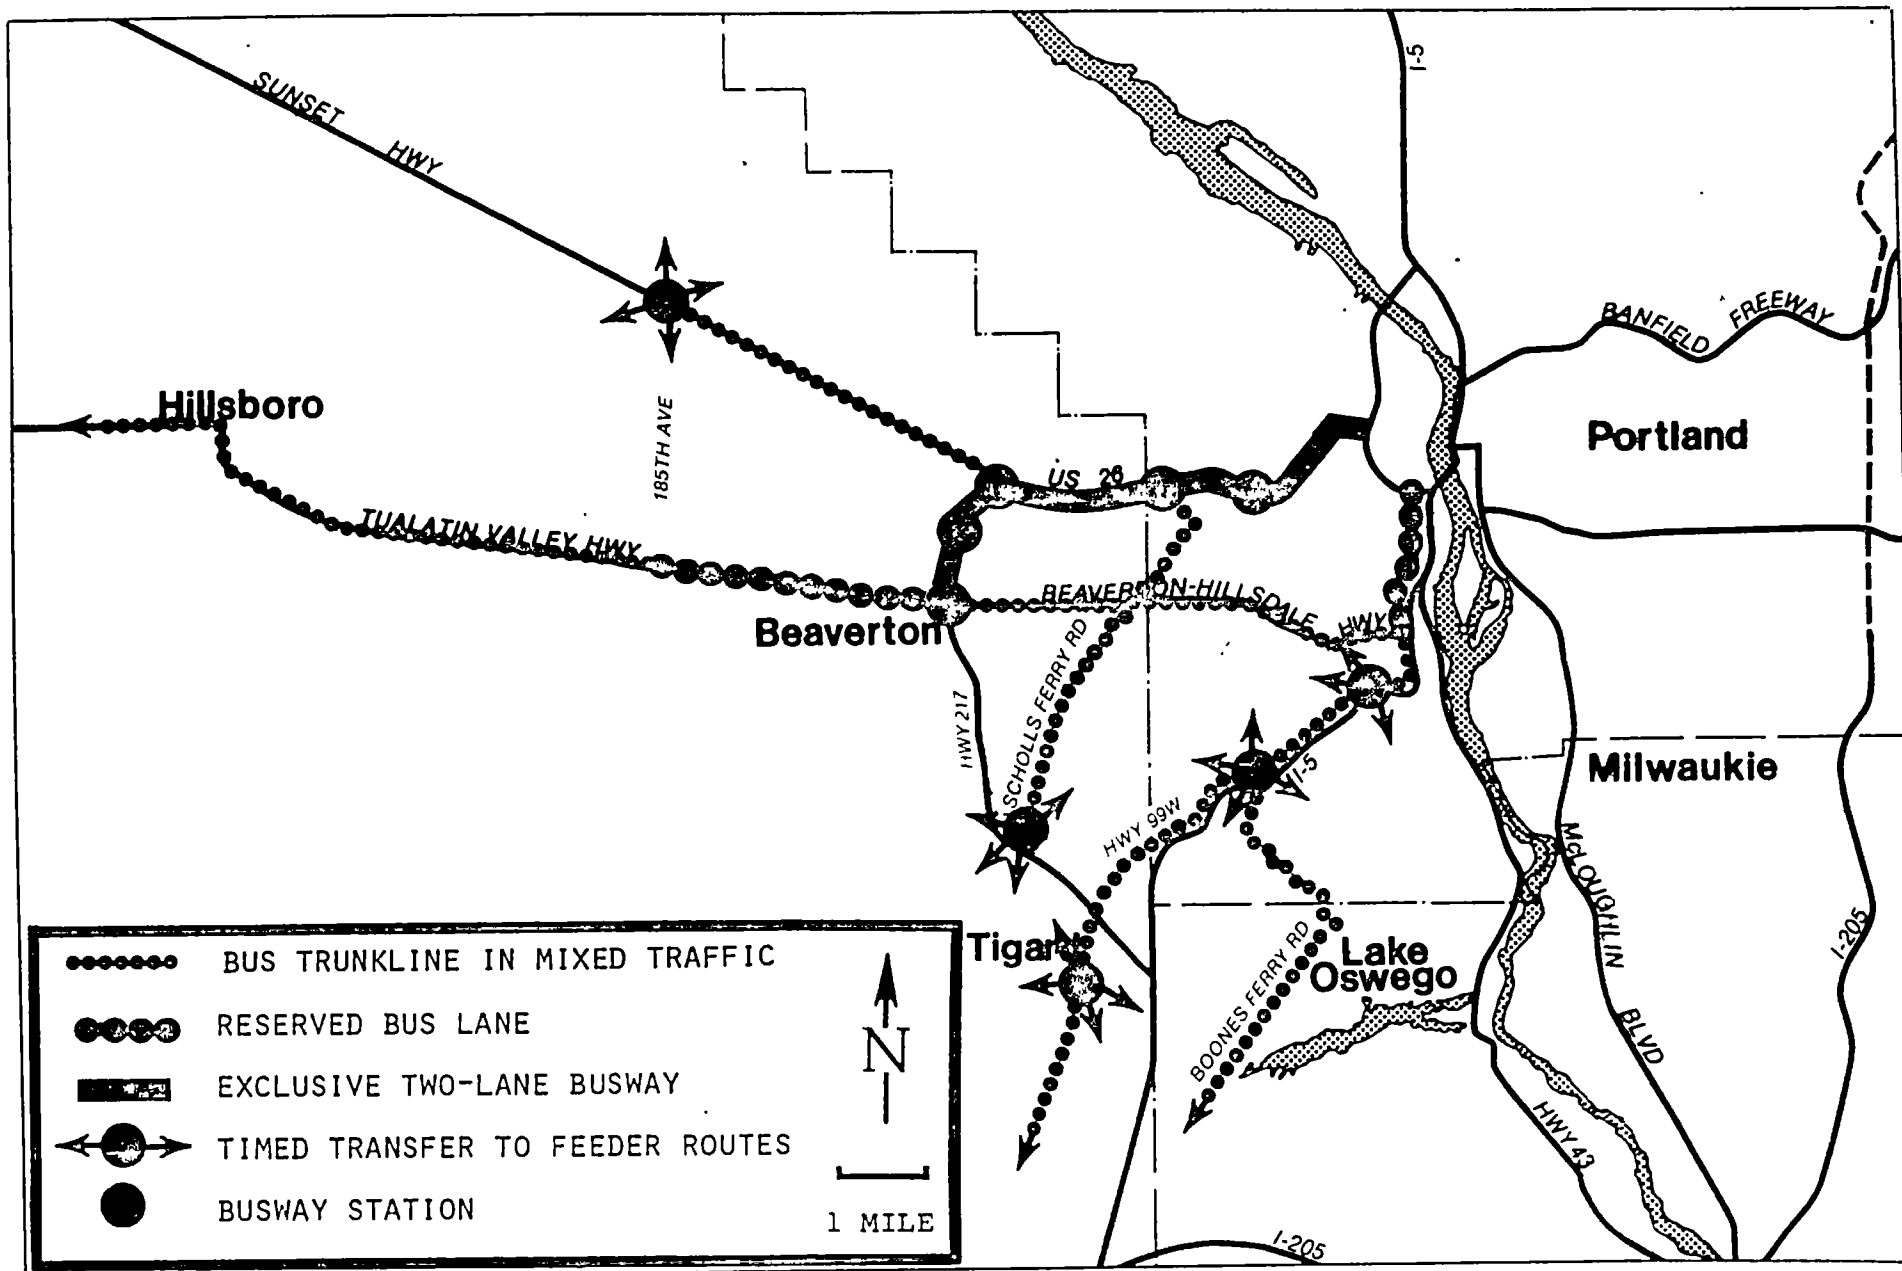 I-5
SUNSET HWY
BANFIELD FREEWAY
Hillsboro
185TH AVE
Portland
US 26
TUALATIN VALLEY HWY
BEAVERTON-HILLSDALE HWY
Beaverton
SCHOLLS FERRY RD
HWY 217
I-5
Milwaukie
HWY 99W
McLOUGHLIN BLVD
I-205
Tigard
Lake
Oswego
BOONES FERRY RD
HWY 43
I-205
BUS TRUNKLINE IN MIXED TRAFFIC
RESERVED BUS LANE
EXCLUSIVE TWO-LANE BUSWAY
TIMED TRANSFER TO FEEDER ROUTES
BUSWAY STATION
N
1 MILE